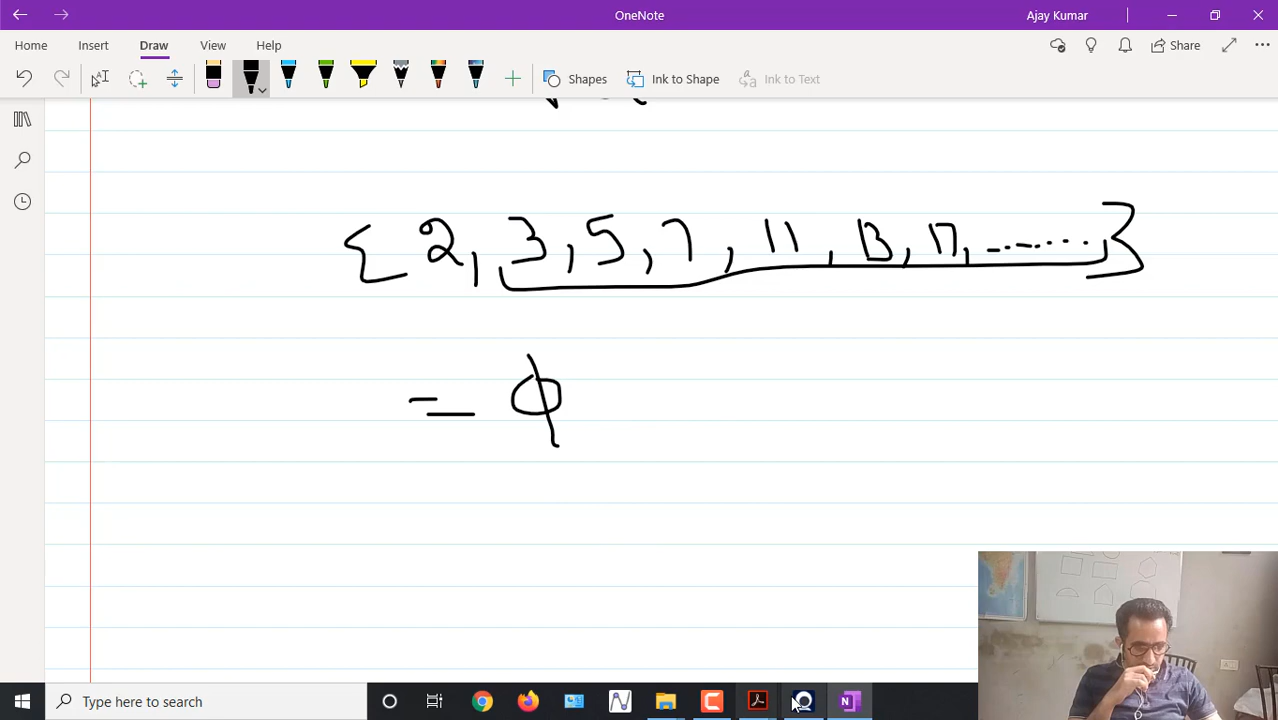 OneNote
Ajay Kumar
Home Insert Draw View Help
Share
Shapes Ink to Shape Ink to Text
{ 2, 3, 5, 7, 11, 13, 17, ....... }
= Φ
Type here to search